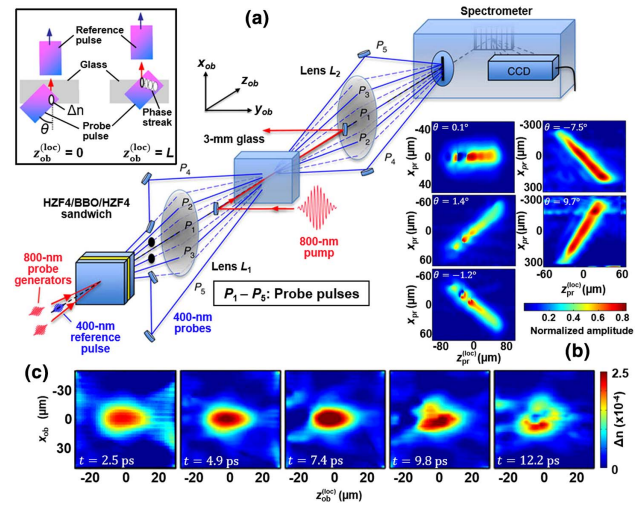 (a)
Spectrometer
CCD
Reference
pulse
Glass
Δn
Phase
streak
Probe
pulse
θ
z_ob^(loc) = 0
z_ob^(loc) = L
x_ob
z_ob
y_ob
Lens L₂
P₅
P₃
P₁
P₂
P₄
3-mm glass
P₄
HZF4/BBO/HZF4
sandwich
P₂
P₁
P₃
P₅
Lens L₁
800-nm
pump
800-nm
probe
generators
400-nm
reference
pulse
400-nm
probes
P₁ – P₅: Probe pulses
θ = 0.1°
-40
0
40
x_pr (μm)
θ = -7.5°
-300
0
300
x_pr (μm)
θ = 1.4°
-60
0
60
x_pr (μm)
θ = 9.7°
-300
0
300
x_pr (μm)
-60
0
60
z_pr^(loc) (μm)
θ = -1.2°
-60
0
60
x_pr (μm)
-60
0
60
z_pr^(loc) (μm)
0.2 0.4 0.6 0.8
Normalized amplitude
(b)
(c)
-30
0
30
x_ob (μm)
t = 2.5 ps
t = 4.9 ps
t = 7.4 ps
t = 9.8 ps
t = 12.2 ps
-20 0 20
-20 0 20
-20 0 20
-20 0 20
-20 0 20
z_ob^(loc) (μm)
2.5
2
1
0
Δn (x10⁻⁴)